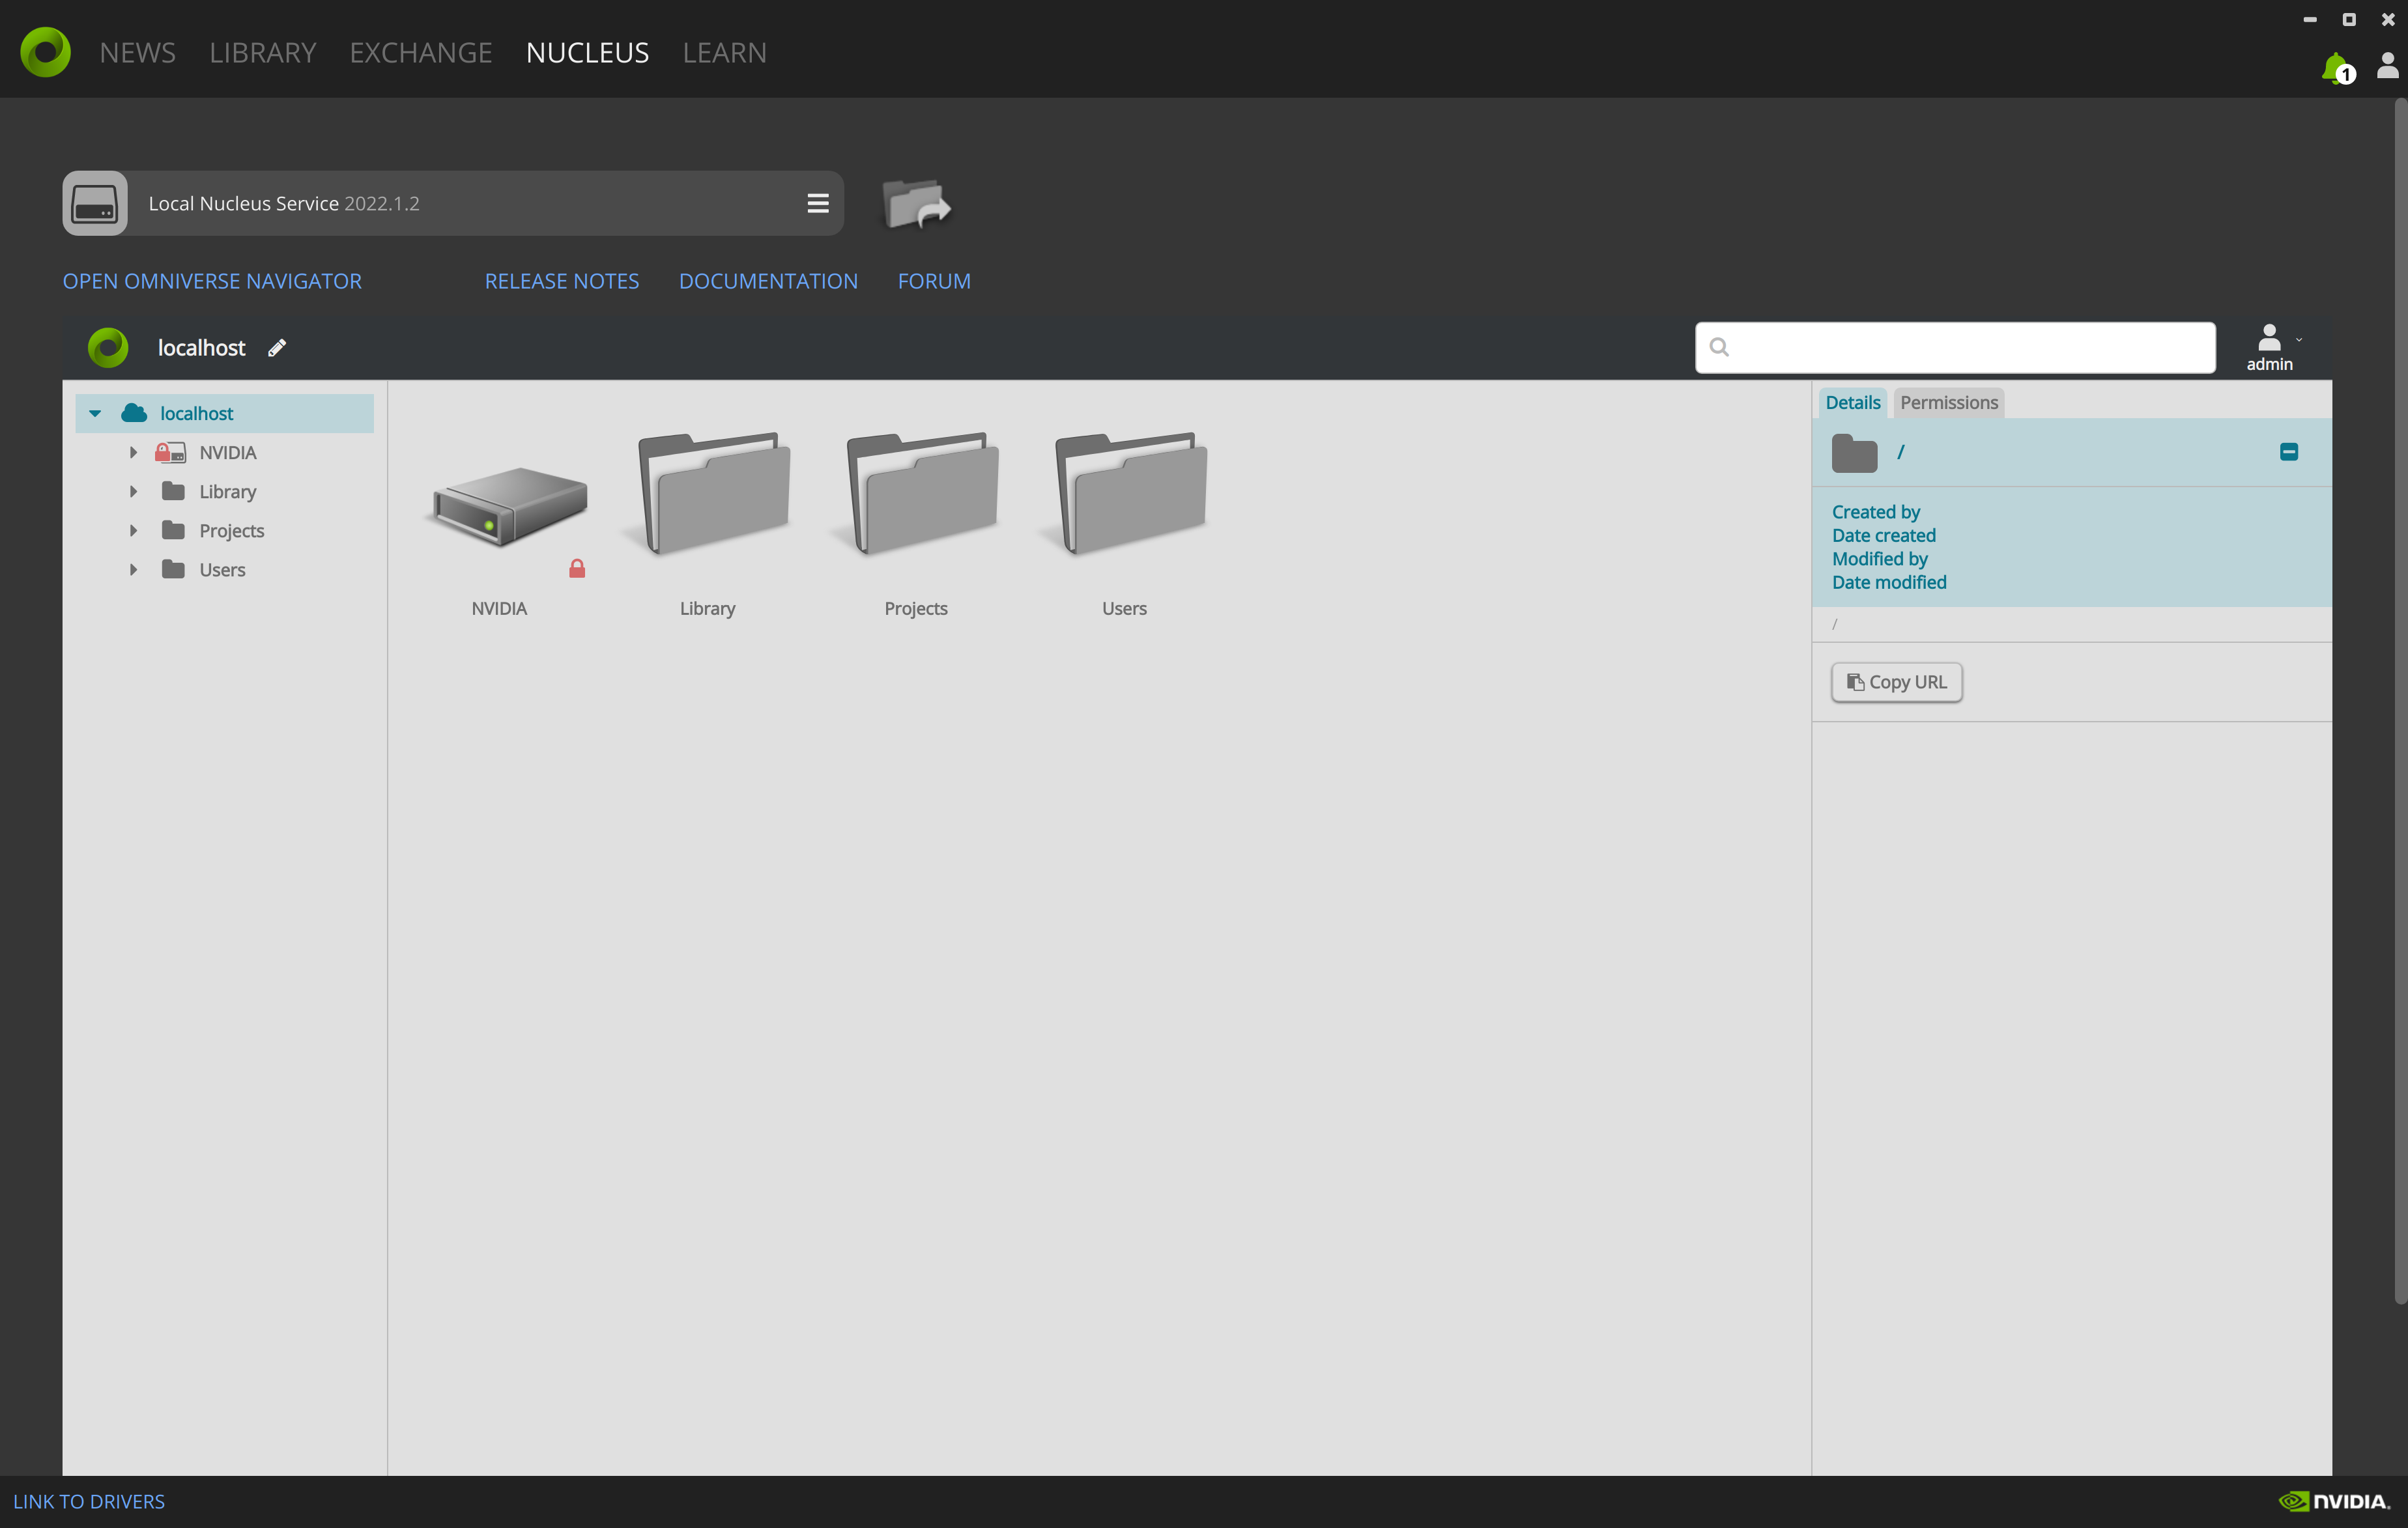 NEWS LIBRARY EXCHANGE NUCLEUS LEARN
1
Local Nucleus Service 2022.1.2
OPEN OMNIVERSE NAVIGATOR RELEASE NOTES DOCUMENTATION FORUM
localhost
admin
localhost
NVIDIA
Library
Projects
Users
NVIDIA Library Projects Users
Details Permissions
/
Created by
Date created
Modified by
Date modified
/
Copy URL
LINK TO DRIVERS
NVIDIA.